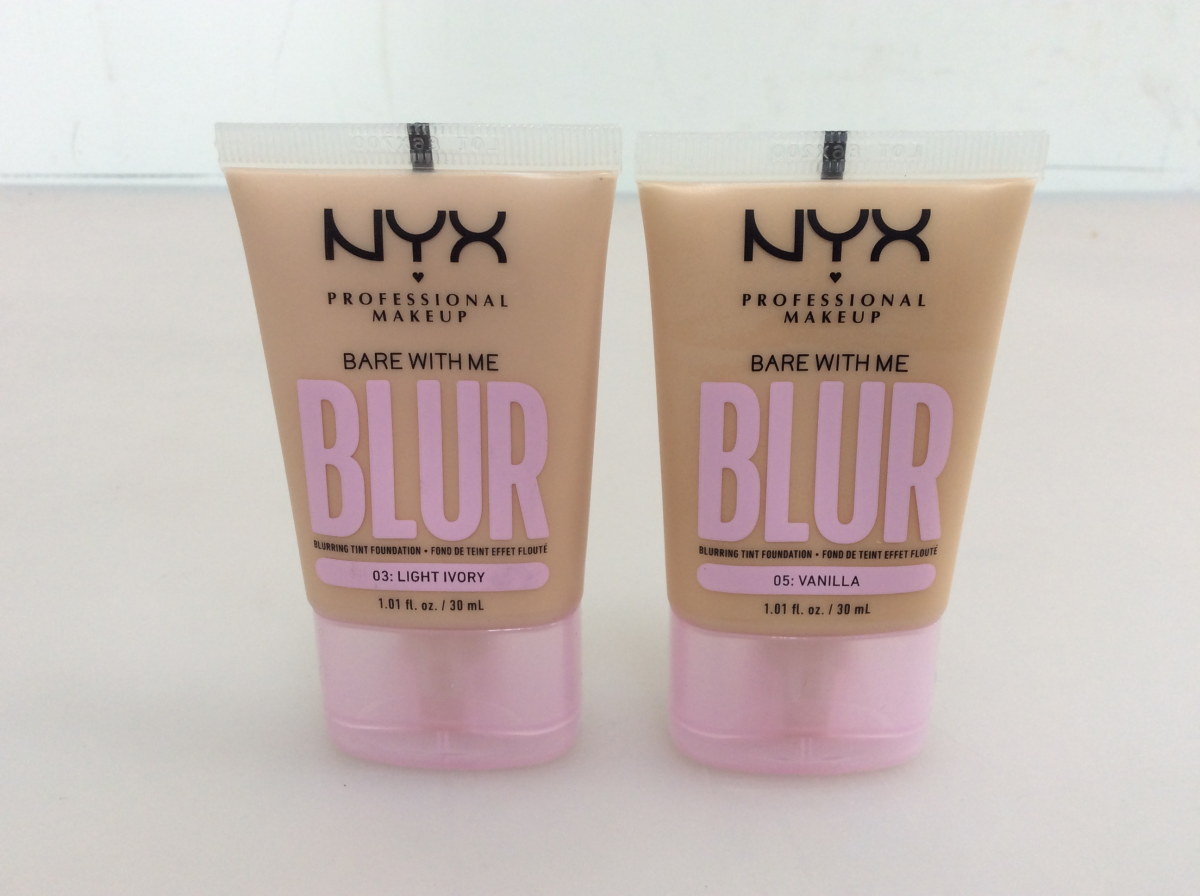 NYX
PROFESSIONAL
MAKEUP
BARE WITH ME
BLUR
BLURRING TINT FOUNDATION • FOND DE TEINT EFFET FLOUTÉ
03: LIGHT IVORY
1.01 fl. oz. / 30 mL
NYX
PROFESSIONAL
MAKEUP
BARE WITH ME
BLUR
BLURRING TINT FOUNDATION • FOND DE TEINT EFFET FLOUTÉ
05: VANILLA
1.01 fl. oz. / 30 mL